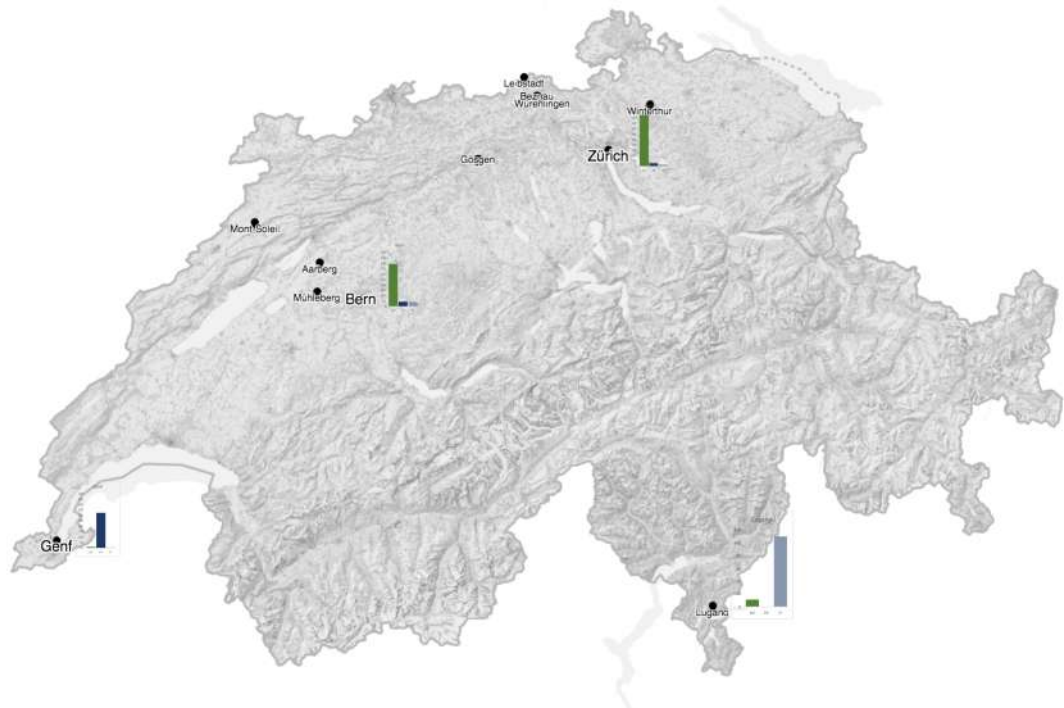 Leibstadt
Beznau
Würenlingen
Winterthur
Zürich
Gösgen
Mont-Soleil
Aarberg
Mühleberg
Bern
Genf
Lugano